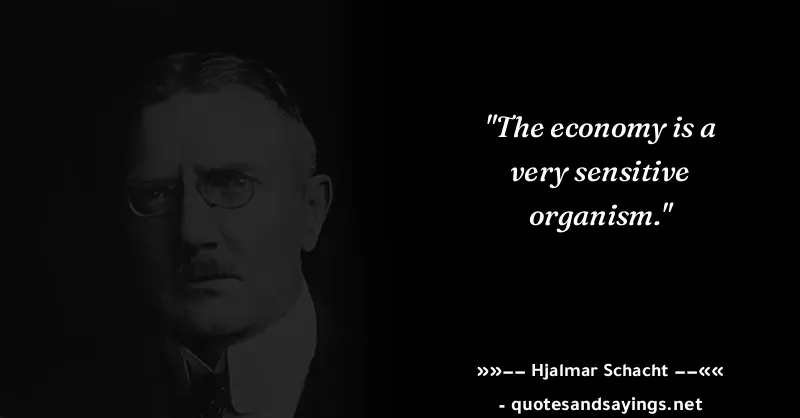 "The economy is a
very sensitive
organism."
»»−− Hjalmar Schacht −−««
- quotesandsayings.net